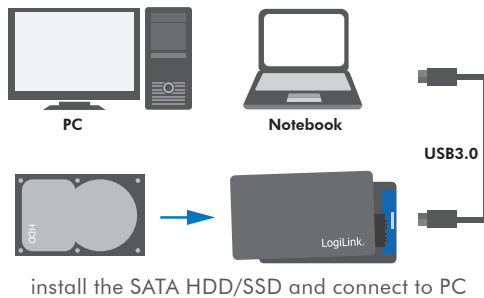 PC
Notebook
USB3.0
HDD
LogiLink.
install the SATA HDD/SSD and connect to PC